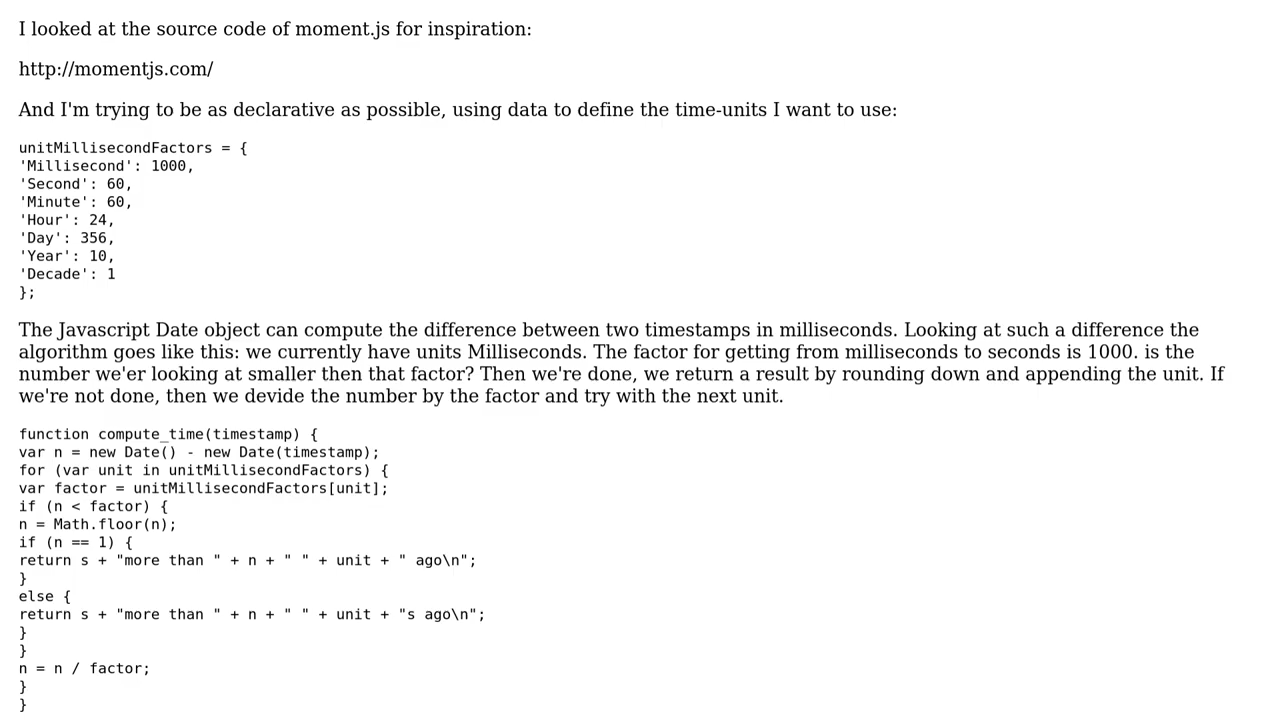 I looked at the source code of moment.js for inspiration:
http://momentjs.com/
And I'm trying to be as declarative as possible, using data to define the time-units I want to use:
unitMillisecondFactors = {
'Millisecond': 1000,
'Second': 60,
'Minute': 60,
'Hour': 24,
'Day': 356,
'Year': 10,
'Decade': 1
};
The Javascript Date object can compute the difference between two timestamps in milliseconds. Looking at such a difference the
algorithm goes like this: we currently have units Milliseconds. The factor for getting from milliseconds to seconds is 1000. is the
number we'er looking at smaller then that factor? Then we're done, we return a result by rounding down and appending the unit. If
we're not done, then we devide the number by the factor and try with the next unit.
function compute_time(timestamp) {
var n = new Date() - new Date(timestamp);
for (var unit in unitMillisecondFactors) {
var factor = unitMillisecondFactors[unit];
if (n < factor) {
n = Math.floor(n);
if (n == 1) {
return s + "more than " + n + " " + unit + " ago\n";
}
else {
return s + "more than " + n + " " + unit + "s ago\n";
}
}
n = n / factor;
}
}